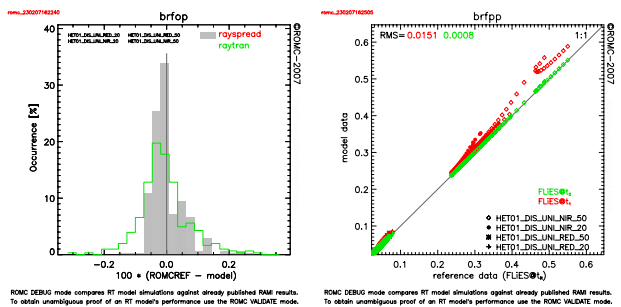 romc_230207162240
brfop
HET01_DIS_UNI_RED_20 HET01_DIS_UNI_RED_50
HET01_DIS_UNI_NIR_20 HET01_DIS_UNI_NIR_50
rayspread
raytran
©ROMC-2007
Occurrence [%]
40
30
20
10
0
-0.2 0.0 0.2
100 * (ROMCREF - model)
ROMC DEBUG mode compares RT model simulations against already published RAMI results.
To obtain unambiguous proof of an RT model's performance use the ROMC VALIDATE mode.
romc_230207162505
brfpp
RMS= 0.0151 0.0008
1:1
©ROMC-2007
model data
0.6
0.5
0.4
0.3
0.2
0.1
FLIES@t
FLIES@t
HET01_DIS_UNI_NIR_50
HET01_DIS_UNI_NIR_20
HET01_DIS_UNI_RED_50
HET01_DIS_UNI_RED_20
0.1 0.2 0.3 0.4 0.5 0.6
reference data (FLIES@t)
ROMC DEBUG mode compares RT model simulations against already published RAMI results.
To obtain unambiguous proof of an RT model's performance use the ROMC VALIDATE mode.